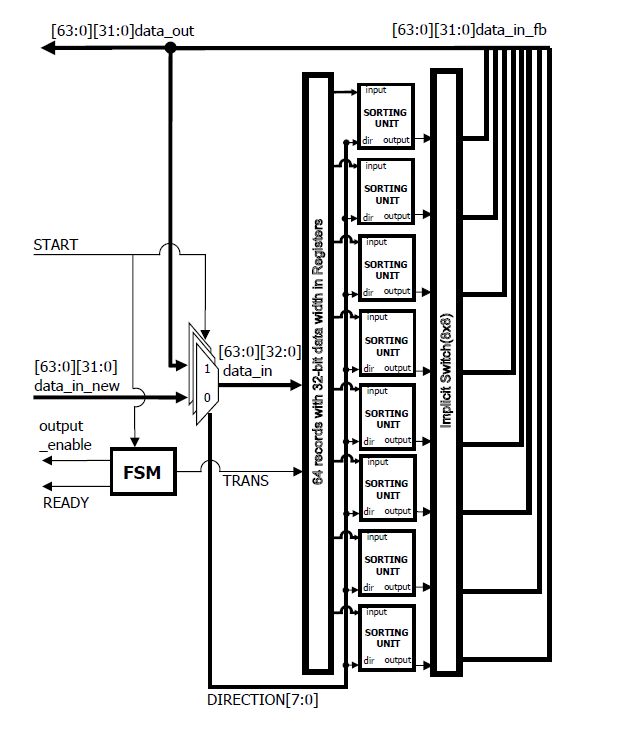 [63:0][31:0]data_out
[63:0][31:0]data_in_fb
input
SORTING
UNIT
dir output
input
SORTING
UNIT
dir output
START
input
SORTING
UNIT
dir output
input
SORTING
UNIT
dir output
[63:0][31:0]
data_in_new
1
0
[63:0][32:0]
data_in
64 records with 32-bit data width in Registers
Implicit Switch(8x8)
input
SORTING
UNIT
dir output
output
_enable
FSM
READY
TRANS
input
SORTING
UNIT
dir output
input
SORTING
UNIT
dir output
input
SORTING
UNIT
dir output
DIRECTION[7:0]